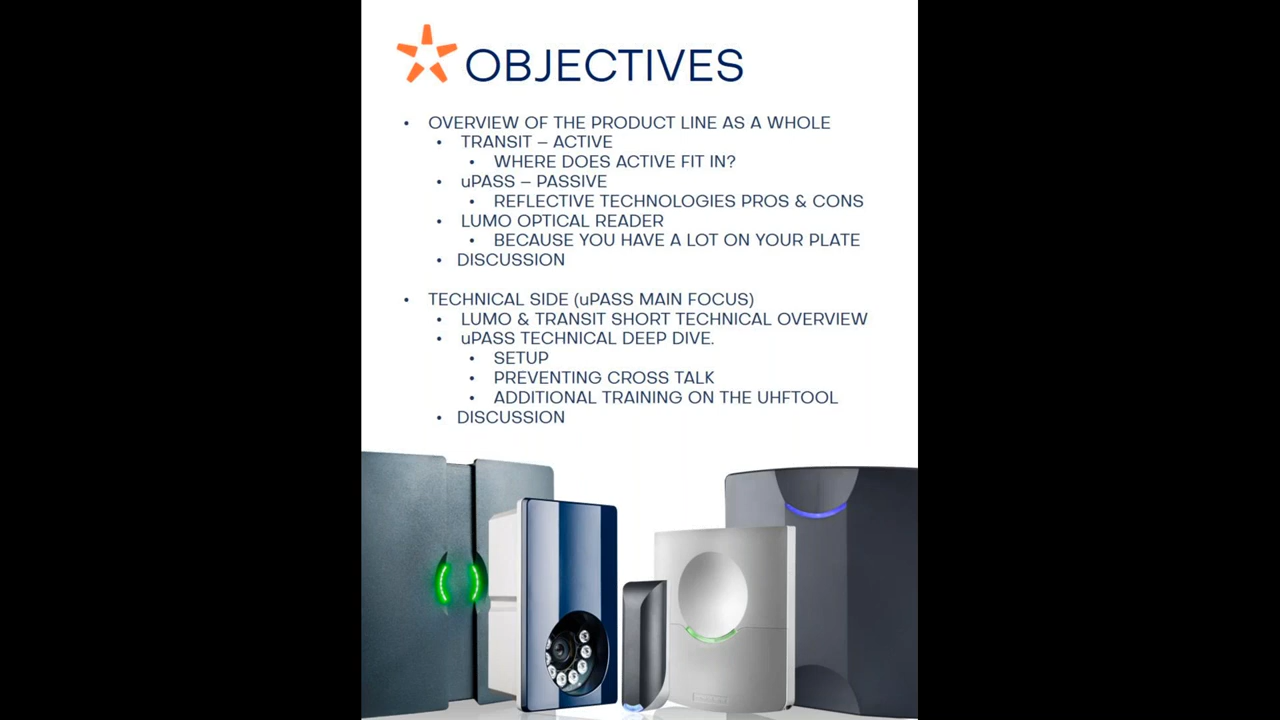 OBJECTIVES
• OVERVIEW OF THE PRODUCT LINE AS A WHOLE
• TRANSIT – ACTIVE
• WHERE DOES ACTIVE FIT IN?
• uPASS – PASSIVE
• REFLECTIVE TECHNOLOGIES PROS & CONS
• LUMO OPTICAL READER
• BECAUSE YOU HAVE A LOT ON YOUR PLATE
• DISCUSSION
• TECHNICAL SIDE (uPASS MAIN FOCUS)
• LUMO & TRANSIT SHORT TECHNICAL OVERVIEW
• uPASS TECHNICAL DEEP DIVE.
• SETUP
• PREVENTING CROSS TALK
• ADDITIONAL TRAINING ON THE UHFTOOL
• DISCUSSION